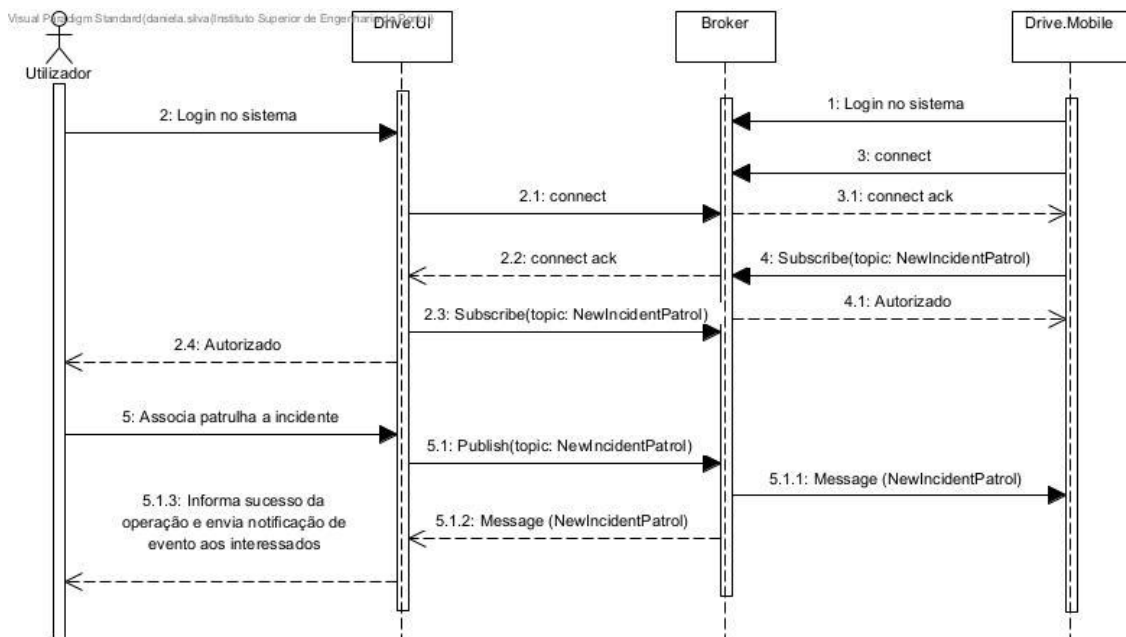 Visual Paradigm Standard(daniela.silva(Instituto Superior de Engenharia do Porto))
Utilizador
Drive.UI
Broker
Drive.Mobile
2: Login no sistema
1: Login no sistema
3: connect
2.1: connect
3.1: connect ack
2.2: connect ack
4: Subscribe(topic: NewIncidentPatrol)
2.3: Subscribe(topic: NewIncidentPatrol)
4.1: Autorizado
2.4: Autorizado
5: Associa patrulha a incidente
5.1: Publish(topic: NewIncidentPatrol)
5.1.1: Message (NewIncidentPatrol)
5.1.3: Informa sucesso da
operação e envia notificação de
evento aos interessados
5.1.2: Message (NewIncidentPatrol)